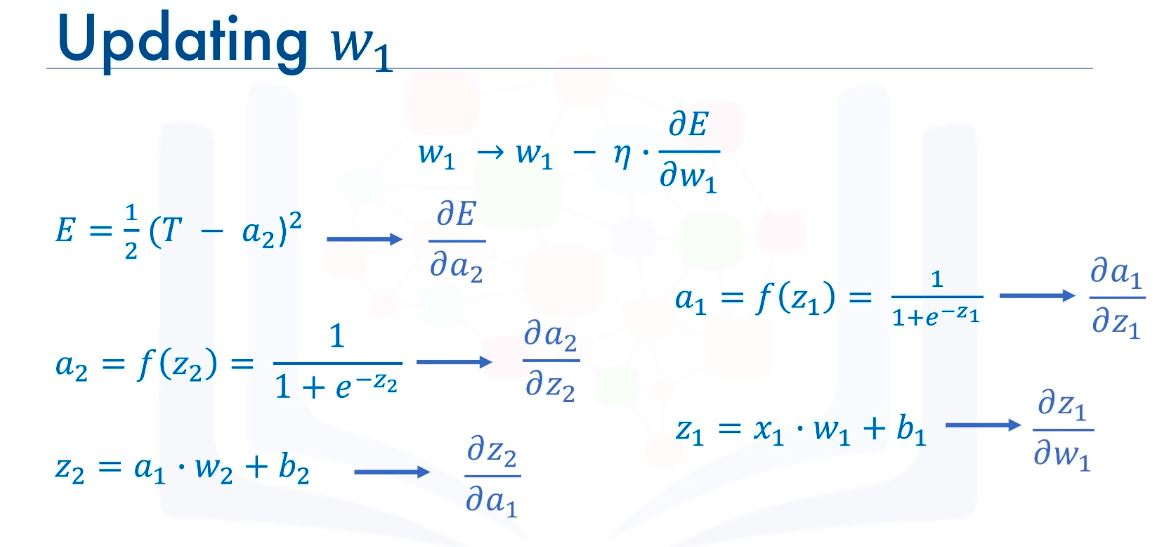 Updating w₁
w₁ → w₁ − η · ∂E/∂w₁
E = ½ (T − a₂)² ⟶ ∂E/∂a₂
a₂ = f(z₂) = 1/(1 + e^(−z₂)) ⟶ ∂a₂/∂z₂
z₂ = a₁ · w₂ + b₂ ⟶ ∂z₂/∂a₁
a₁ = f(z₁) = 1/(1+e^(−z₁)) ⟶ ∂a₁/∂z₁
z₁ = x₁ · w₁ + b₁ ⟶ ∂z₁/∂w₁